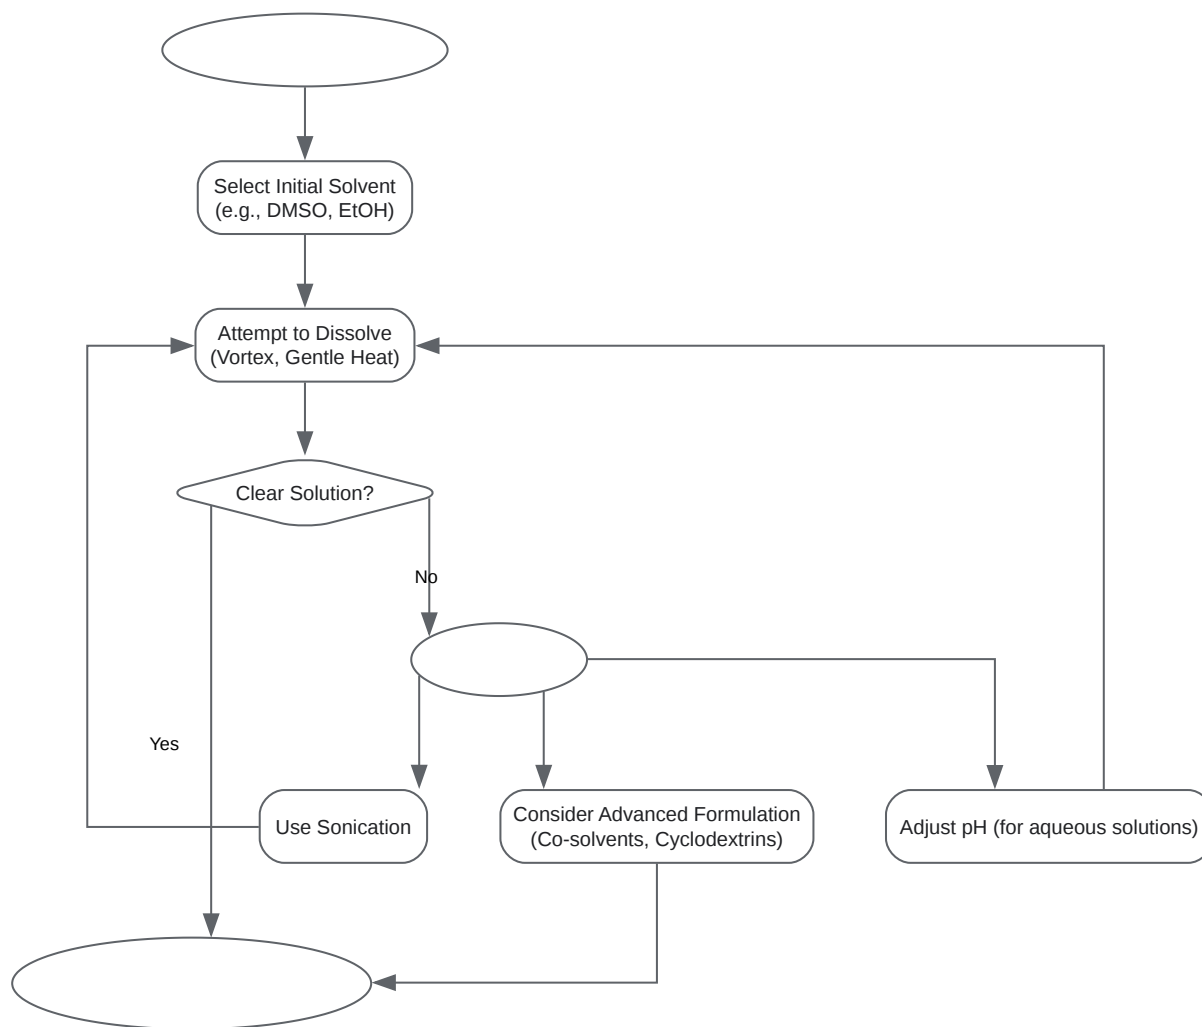 Select Initial Solvent
(e.g., DMSO, EtOH)
Attempt to Dissolve
(Vortex, Gentle Heat)
Clear Solution?
No
Yes
Use Sonication
Consider Advanced Formulation
(Co-solvents, Cyclodextrins)
Adjust pH (for aqueous solutions)